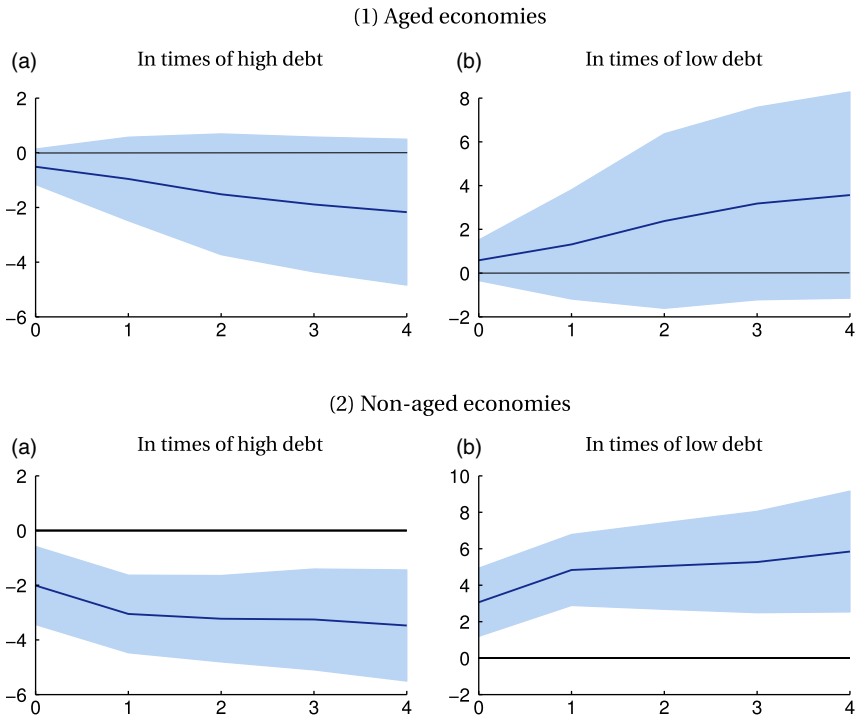 (1) Aged economies
(a) In times of high debt
2
0
−2
−4
−6
0 1 2 3 4
(b) In times of low debt
8
6
4
2
0
−2
0 1 2 3 4
(2) Non-aged economies
(a) In times of high debt
2
0
−2
−4
−6
0 1 2 3 4
(b) In times of low debt
10
8
6
4
2
0
−2
0 1 2 3 4